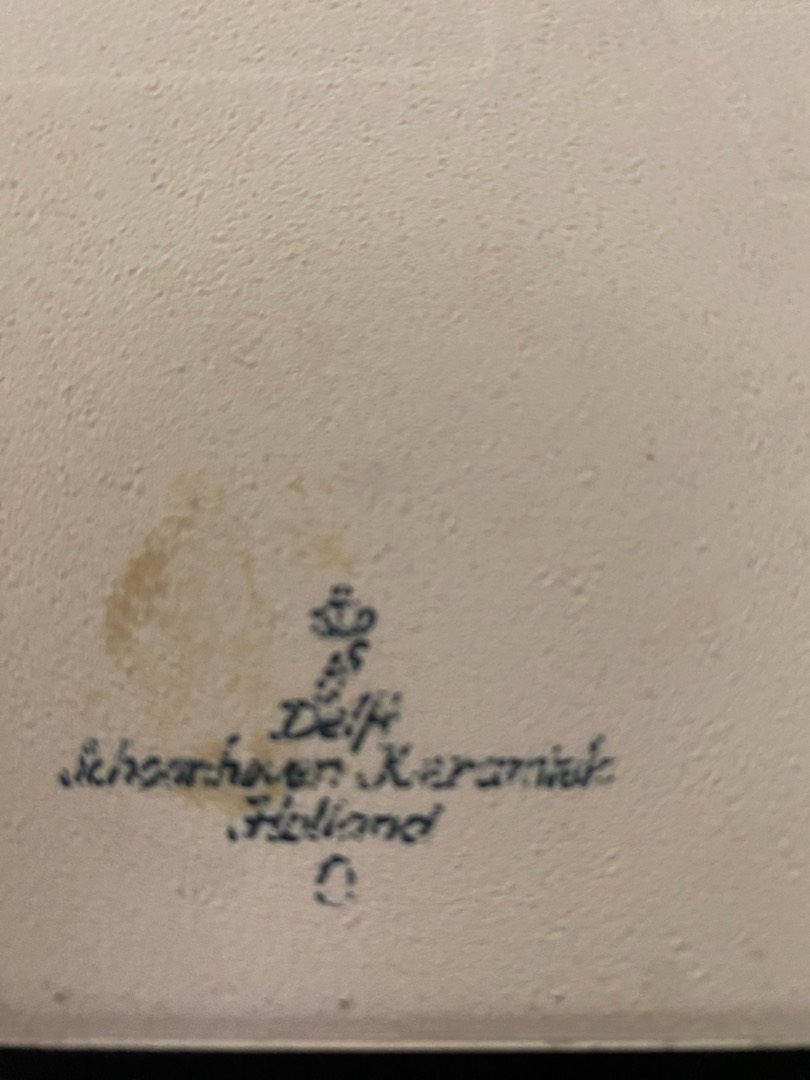 Delft
Schoonhoven Keramiek
Holland